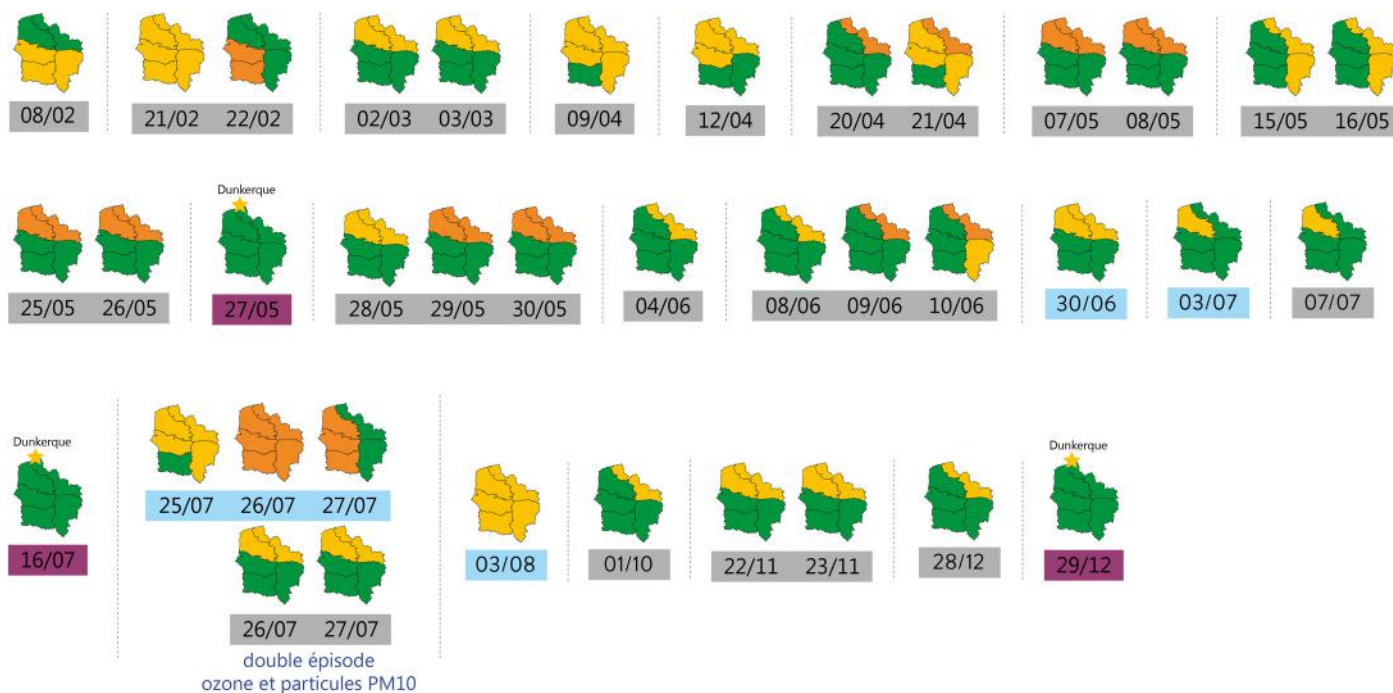 08/02 21/02 22/02 02/03 03/03 09/04 12/04 20/04 21/04 07/05 08/05 15/05 16/05
Dunkerque
25/05 26/05 27/05 28/05 29/05 30/05 04/06 08/06 09/06 10/06 30/06 03/07 07/07
Dunkerque
16/07
25/07 26/07 27/07
26/07 27/07
double épisode
ozone et particules PM10
03/08 01/10 22/11 23/11 28/12
Dunkerque
29/12